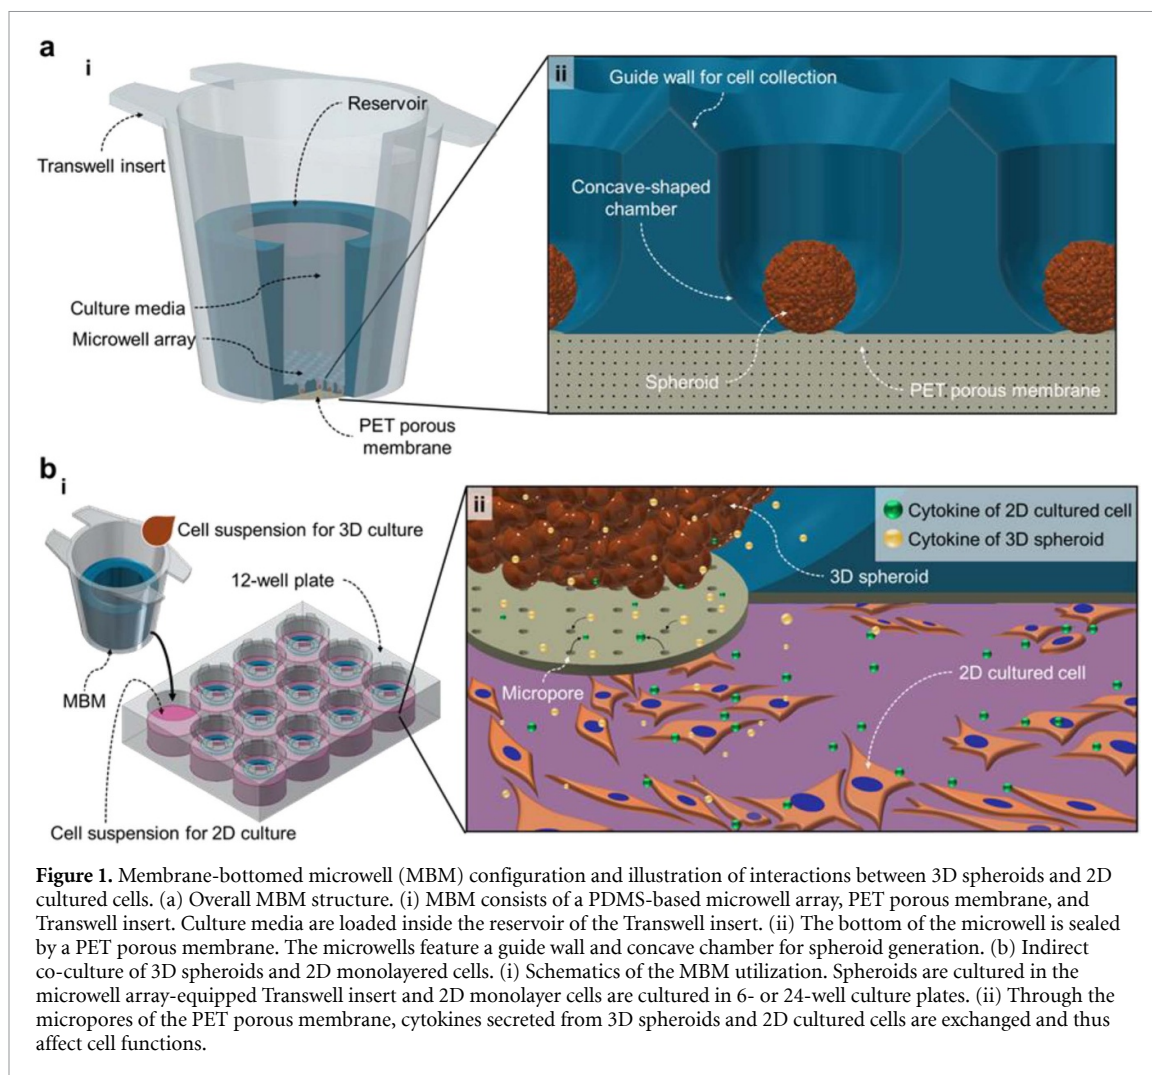 a
i
Reservoir
Transwell insert
Culture media
Microwell array
PET porous
membrane
ii
Guide wall for cell collection
Concave-shaped
chamber
Spheroid
PET porous membrane
b
i
Cell suspension for 3D culture
12-well plate
MBM
Cell suspension for 2D culture
ii
Cytokine of 2D cultured cell
Cytokine of 3D spheroid
3D spheroid
Micropore
2D cultured cell
Figure 1. Membrane-bottomed microwell (MBM) configuration and illustration of interactions between 3D spheroids and 2D
cultured cells. (a) Overall MBM structure. (i) MBM consists of a PDMS-based microwell array, PET porous membrane, and
Transwell insert. Culture media are loaded inside the reservoir of the Transwell insert. (ii) The bottom of the microwell is sealed
by a PET porous membrane. The microwells feature a guide wall and concave chamber for spheroid generation. (b) Indirect
co-culture of 3D spheroids and 2D monolayered cells. (i) Schematics of the MBM utilization. Spheroids are cultured in the
microwell array-equipped Transwell insert and 2D monolayer cells are cultured in 6- or 24-well culture plates. (ii) Through the
micropores of the PET porous membrane, cytokines secreted from 3D spheroids and 2D cultured cells are exchanged and thus
affect cell functions.